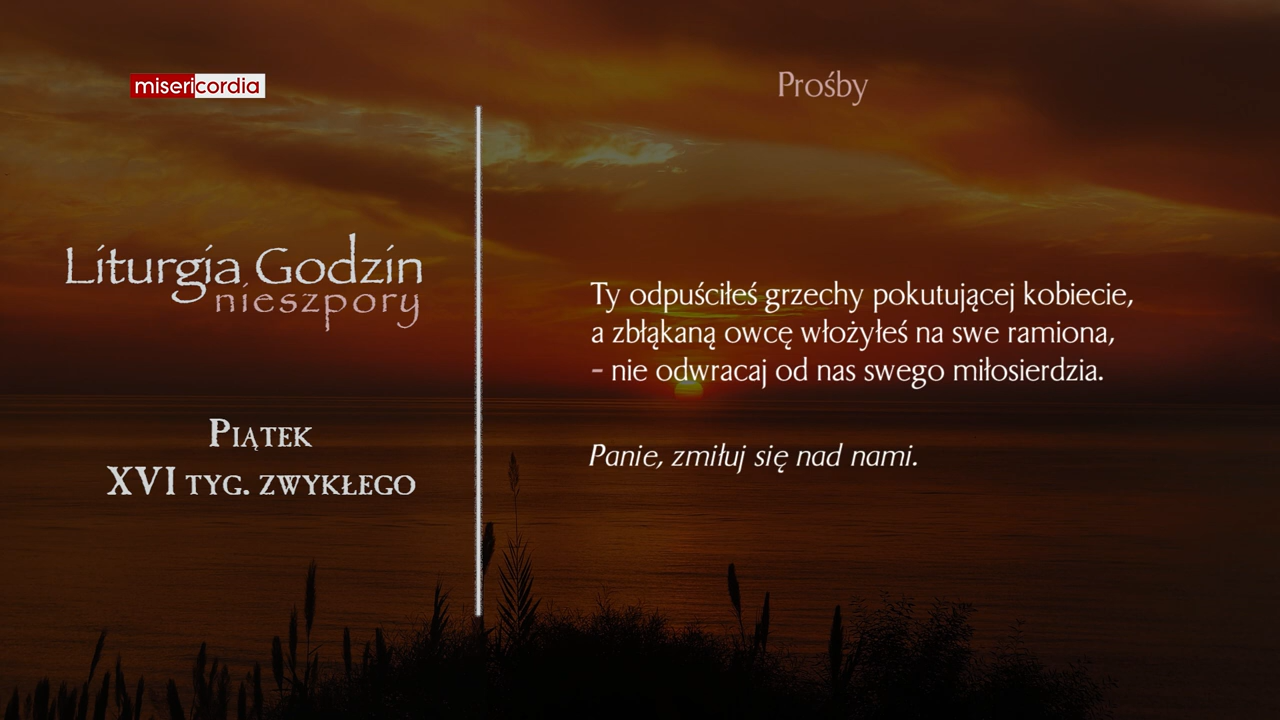 misericordia
Liturgia Godzin
nieszpory
Piątek
XVI tyg. zwykłego
Prośby
Ty odpuściłeś grzechy pokutującej kobiecie,
a zbłąkaną owcę włożyłeś na swe ramiona,
- nie odwracaj od nas swego miłosierdzia.
Panie, zmiłuj się nad nami.